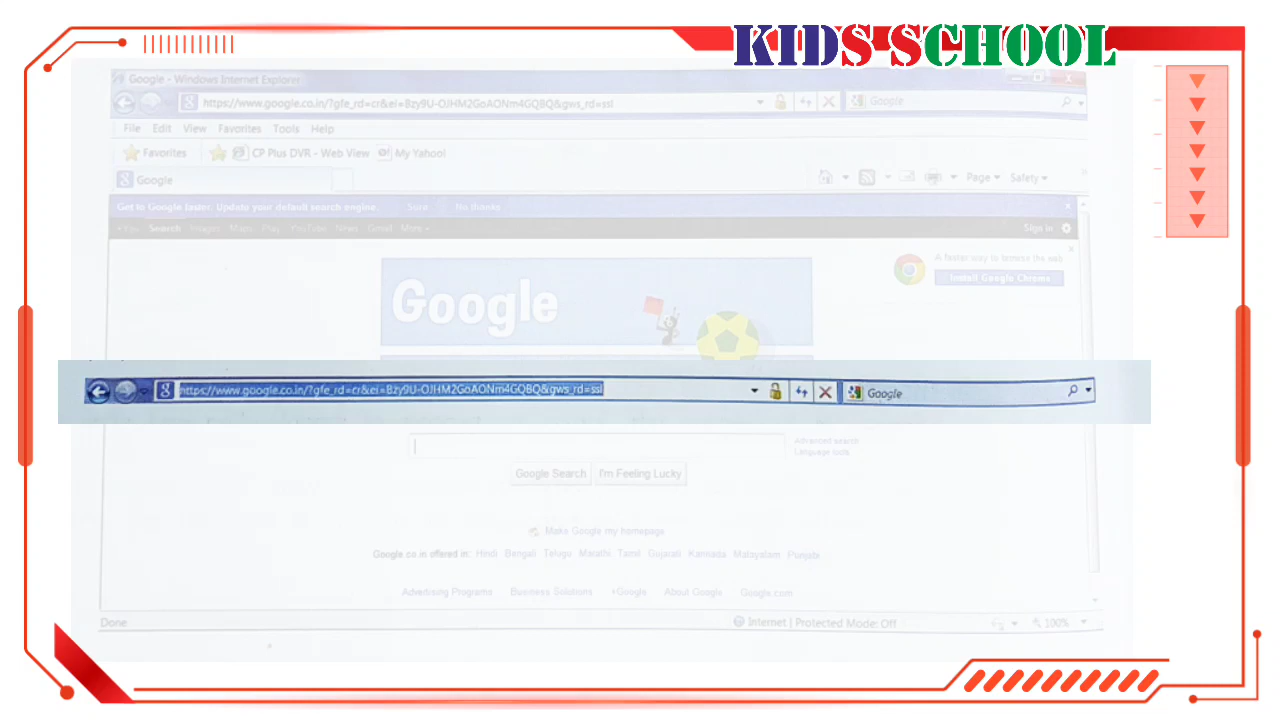 KIDS SCHOOL
Google - Windows Internet Explorer
https://www.google.co.in/?gfe_rd=cr&ei=Bzy9U-OJHM2GoAONm4GQBQ&gws_rd=ssl Google
File Edit View Favorites Tools Help
Favorites CP Plus DVR - Web View My Yahoo!
Google Page Safety
Get to Google faster. Update your default search engine. Sure No thanks
+You Search Images Maps Play YouTube News Gmail More Sign in
A faster way to browse the web
Install Google Chrome
Google
https://www.google.co.in/?gfe_rd=cr&ei=Bzy9U-OJHM2GoAONm4GQBQ&gws_rd=ssl Google
Advanced search
Language tools
Google Search I'm Feeling Lucky
Make Google my homepage
Google.co.in offered in: Hindi Bengali Telugu Marathi Tamil Gujarati Kannada Malayalam Punjabi
Advertising Programs Business Solutions +Google About Google Google.com
Done Internet | Protected Mode: Off 100%